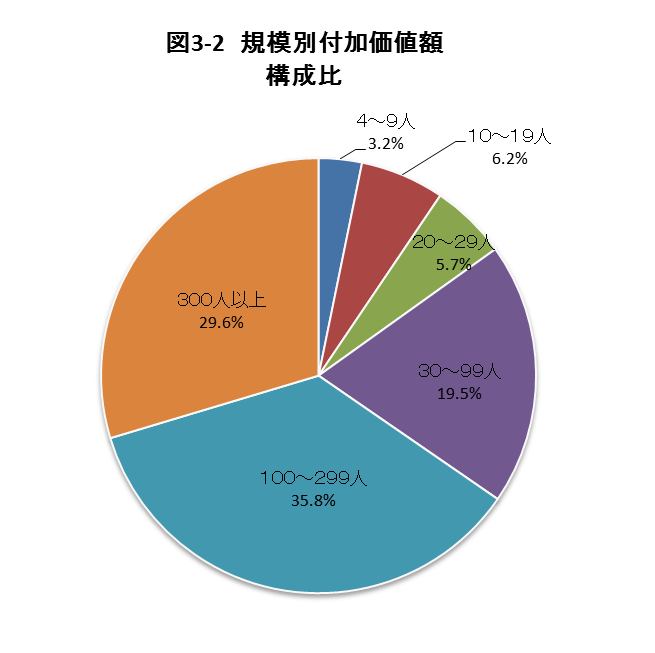 図3-2 規模別付加価値額
構成比
4～9人
3.2%
10～19人
6.2%
20～29人
5.7%
30～99人
19.5%
100～299人
35.8%
300人以上
29.6%